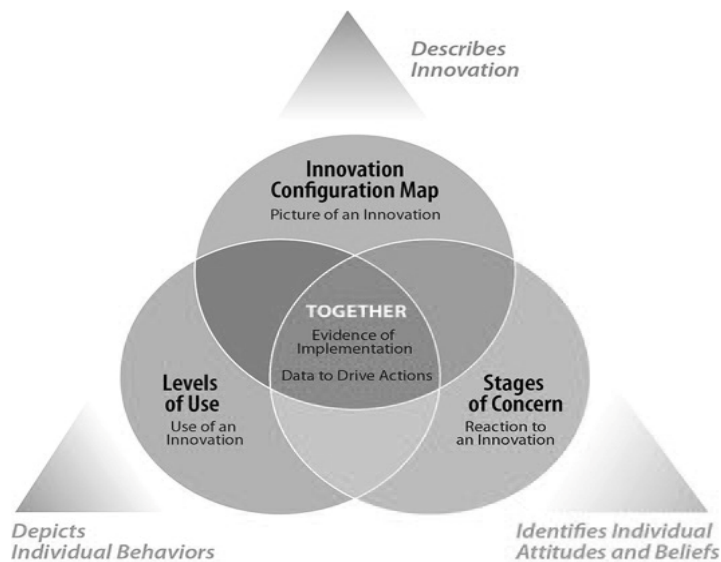 Describes
Innovation
Innovation
Configuration Map
Picture of an Innovation
TOGETHER
Evidence of
Implementation
Data to Drive Actions
Levels
of Use
Use of an
Innovation
Stages
of Concern
Reaction to
an Innovation
Depicts
Individual Behaviors
Identifies Individual
Attitudes and Beliefs